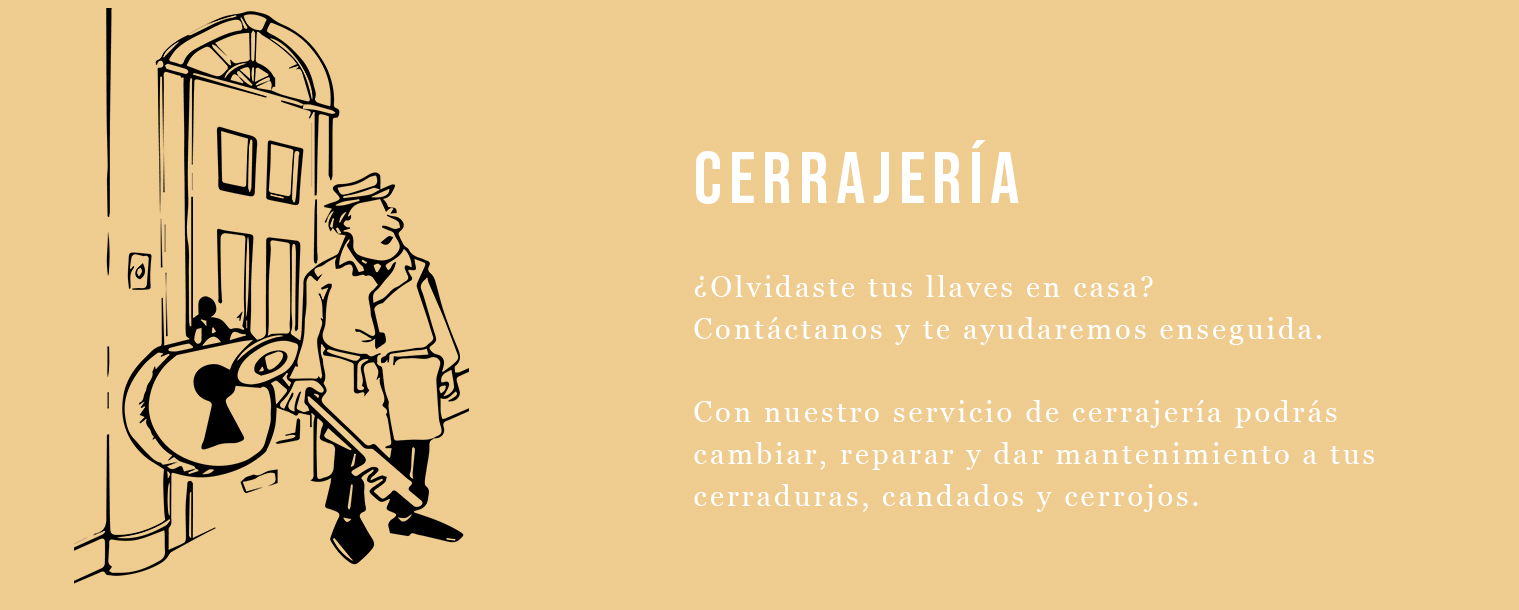 CERRAJERÍA
¿Olvidaste tus llaves en casa?
Contáctanos y te ayudaremos enseguida.
Con nuestro servicio de cerrajería podrás
cambiar, reparar y dar mantenimiento a tus
cerraduras, candados y cerrojos.